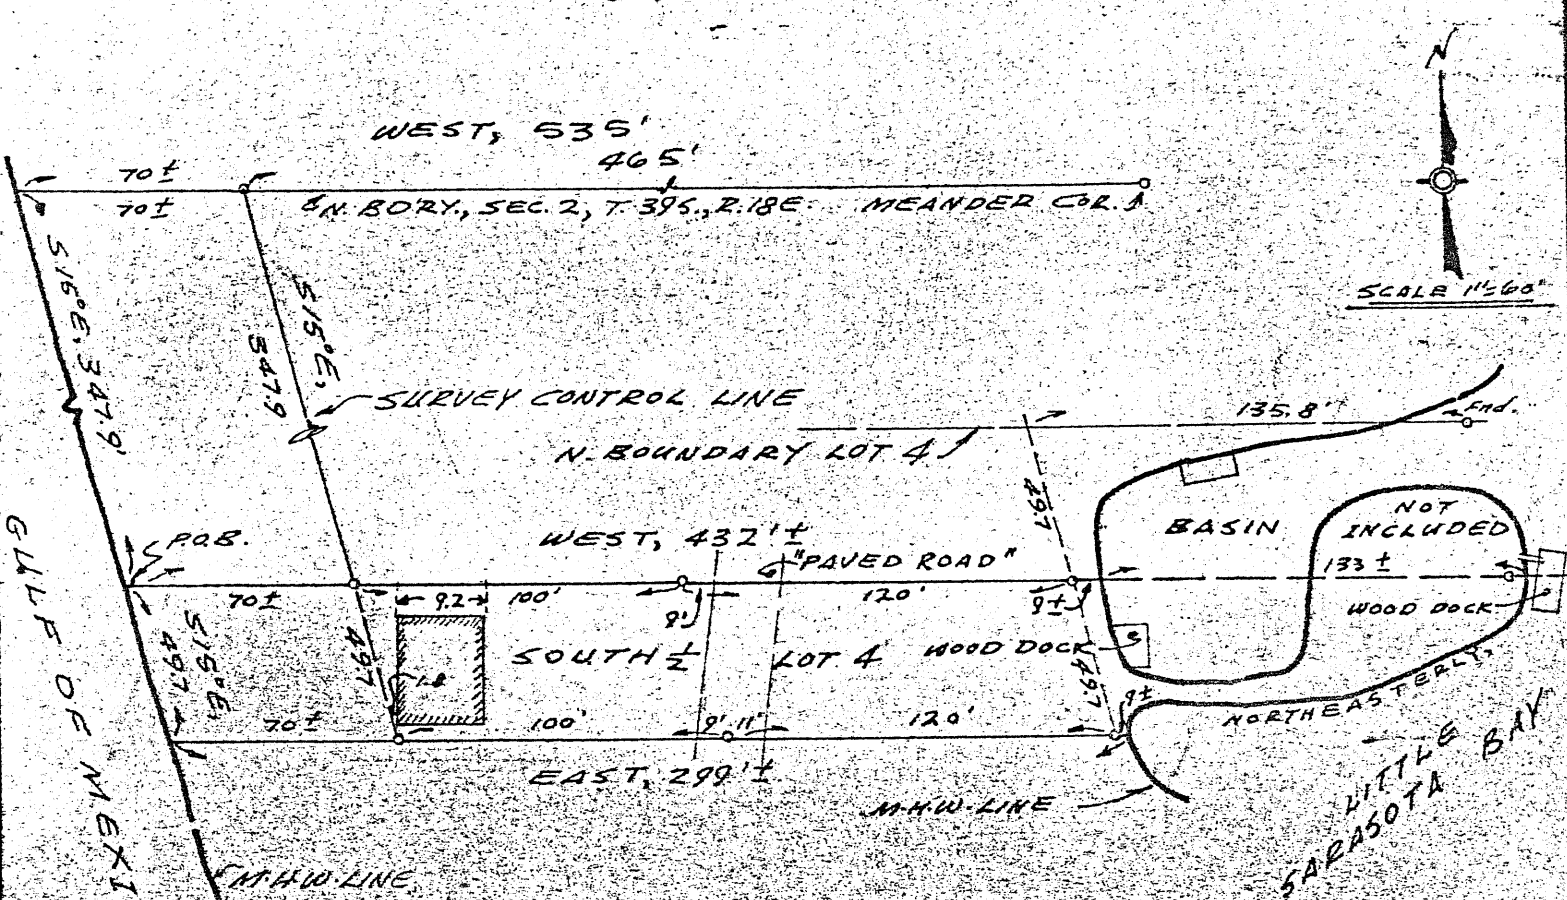 N
WEST, 535'
465'
70±
70±
N. BDRY., SEC. 2, T. 39S., R. 18E.
MEANDER COR.
SCALE 1"=60'
S15°E, 347.9'
S15°E,
347.9
SURVEY CONTROL LINE
135.8'
Fnd.
N. BOUNDARY LOT 4
49.7
NOT
INCLUDED
BASIN
P.O.B.
WEST, 432'±
"PAVED ROAD"
133±
70±
9.2
100'
9'
120'
9±
WOOD DOCK
S15°E,
49.7
49.7
1.8
SOUTH ½
LOT 4
WOOD DOCK
49.7
9±
70±
100'
9'
11'
120'
NORTHEASTERLY,
EAST, 299'±
M.H.W. LINE
LITTLE
SARASOTA BAY
GULF OF MEXI
M.H.W. LINE